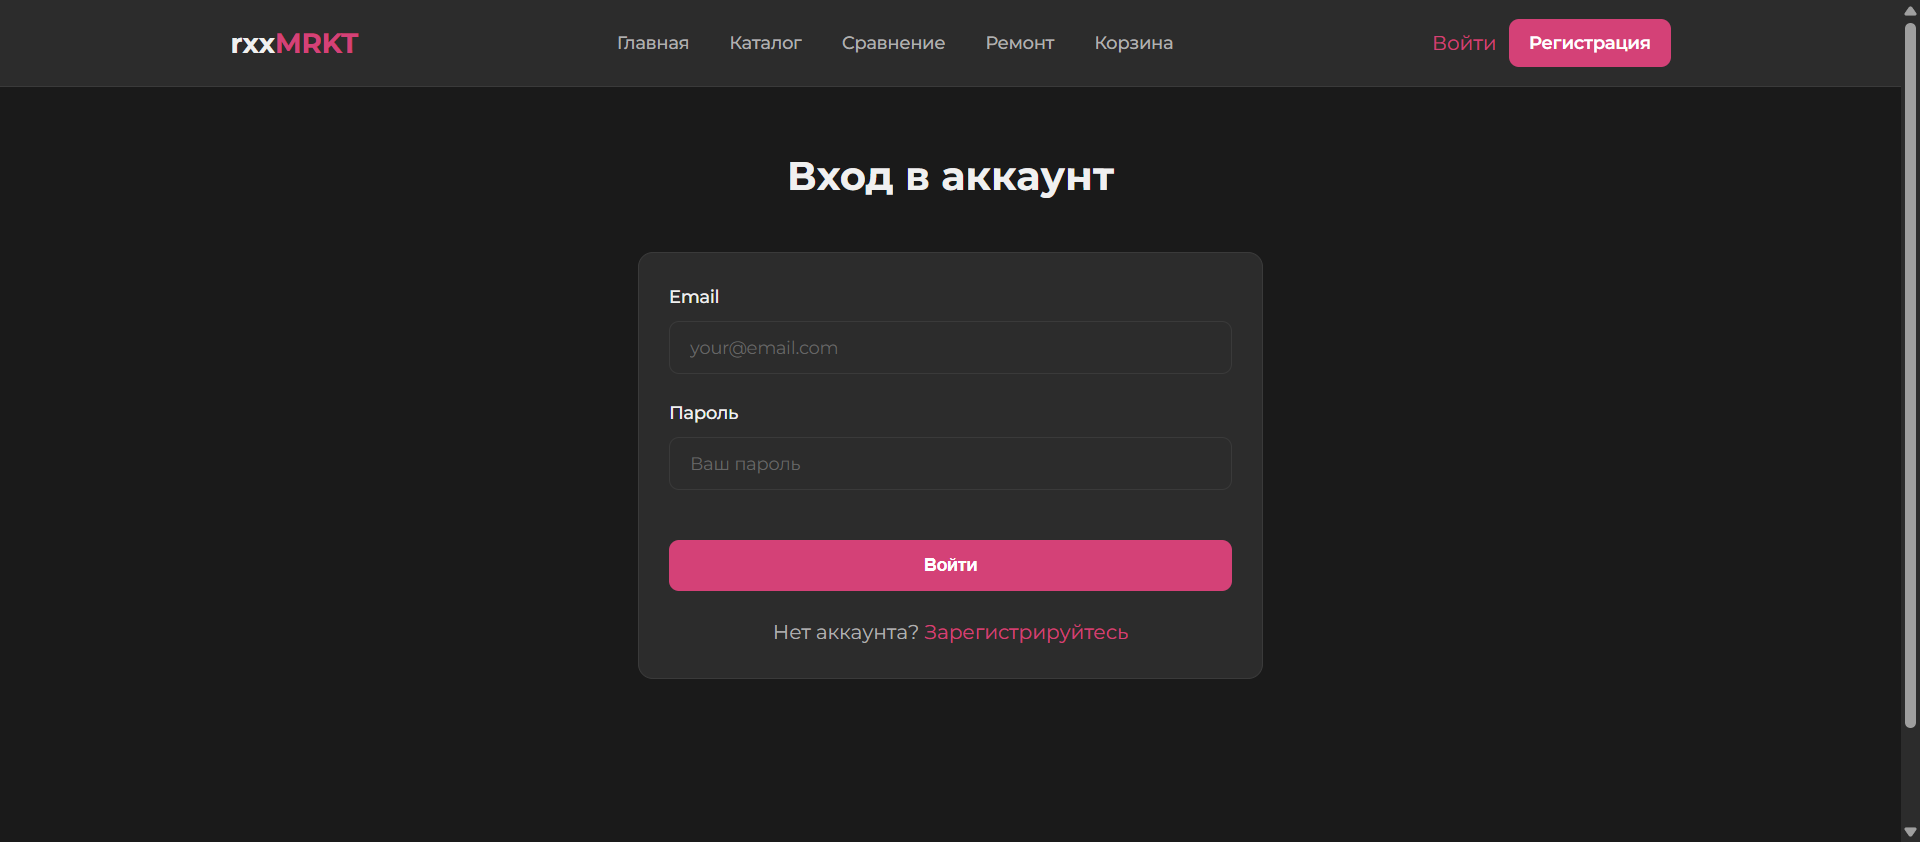 rxxMRKT
Главная Каталог Сравнение Ремонт Корзина
Войти Регистрация
Вход в аккаунт
Email
your@email.com
Пароль
Ваш пароль
Войти
Нет аккаунта? Зарегистрируйтесь